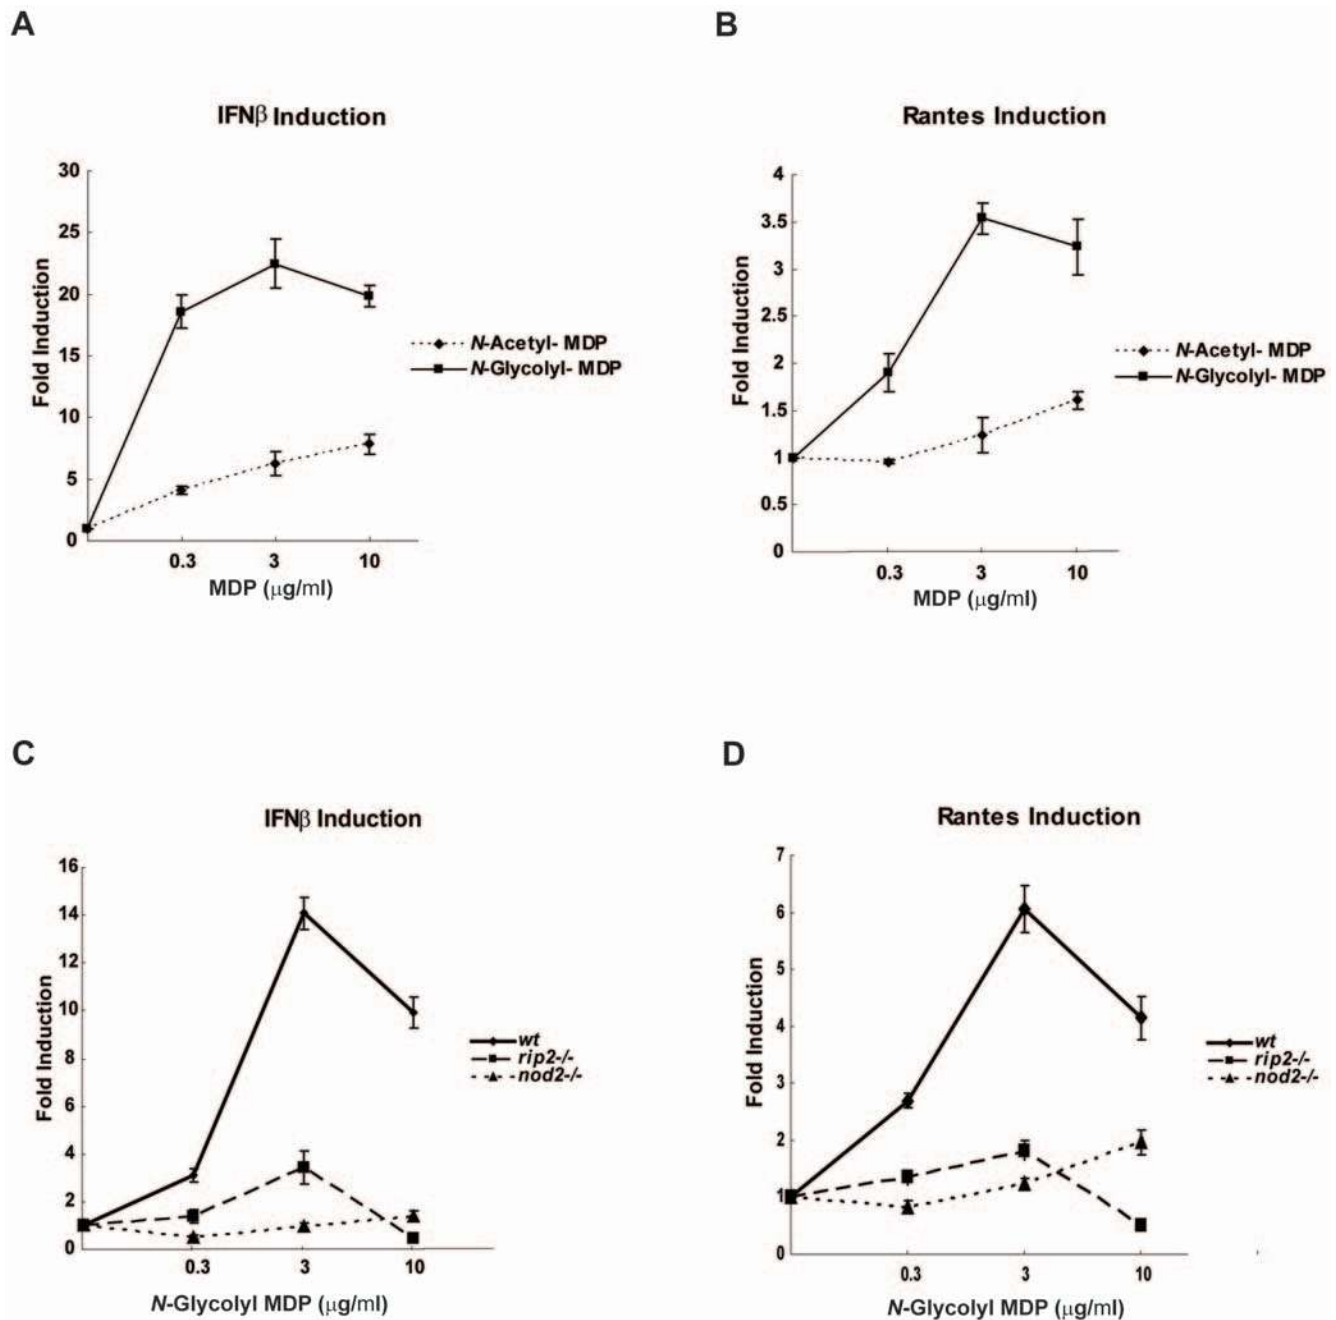 A
IFNβ Induction
30
25
20
15
10
5
0
Fold Induction
0.3 3 10
MDP (μg/ml)
N-Acetyl- MDP
N-Glycolyl- MDP
B
Rantes Induction
4
3.5
3
2.5
2
1.5
1
0.5
0
Fold Induction
0.3 3 10
MDP (μg/ml)
N-Acetyl- MDP
N-Glycolyl- MDP
C
IFNβ Induction
16
14
12
10
8
6
4
2
0
Fold Induction
0.3 3 10
N-Glycolyl MDP (μg/ml)
wt
rip2-/-
nod2-/-
D
Rantes Induction
7
6
5
4
3
2
1
0
Fold Induction
0.3 3 10
N-Glycolyl MDP (μg/ml)
wt
rip2-/-
nod2-/-